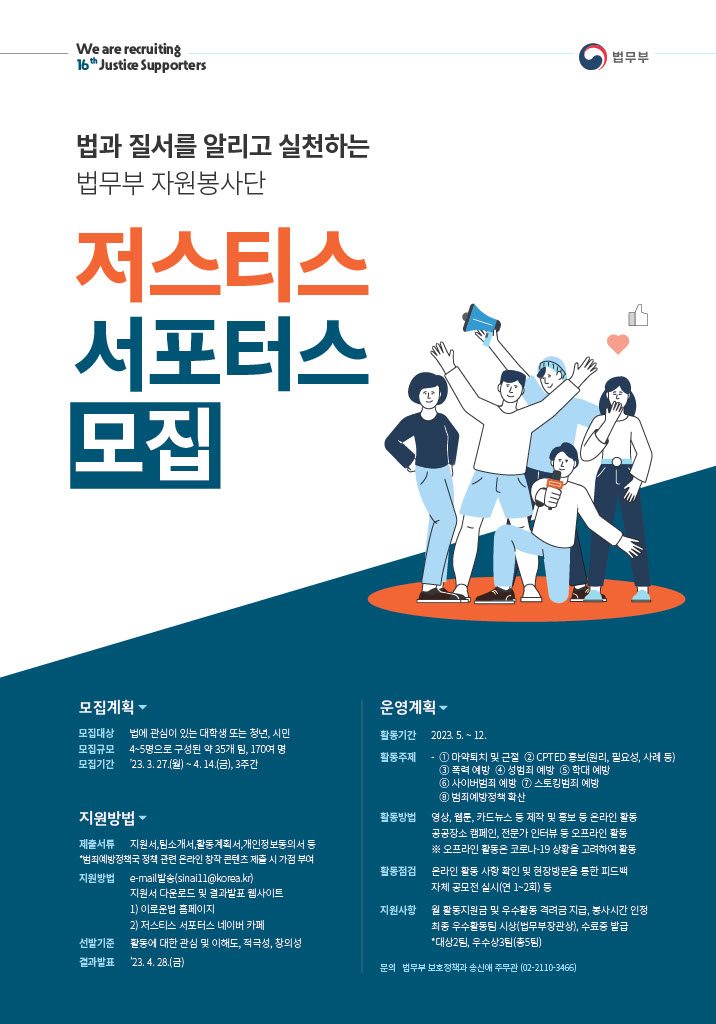 We are recruiting
16th Justice Supporters
법무부
법과 질서를 알리고 실천하는
법무부 자원봉사단
저스티스
서포터스
모집
모집계획
모집대상 법에 관심이 있는 대학생 또는 청년, 시민
모집규모 4~5명으로 구성된 약 35개 팀, 170여 명
모집기간 '23. 3. 27.(월) ~ 4. 14.(금), 3주간
지원방법
제출서류 지원서,팀소개서,활동계획서,개인정보동의서 등
*범죄예방정책국 정책 관련 온라인 창작 콘텐츠 제출 시 가점 부여
지원방법 e-mail발송(sinai11@korea.kr)
지원서 다운로드 및 결과발표 웹사이트
1) 이로운법 홈페이지
2) 저스티스 서포터스 네이버 카페
선발기준 활동에 대한 관심 및 이해도, 적극성, 창의성
결과발표 '23. 4. 28.(금)
운영계획
활동기간 2023. 5. ~ 12.
활동주제 - ① 마약퇴치 및 근절 ② CPTED 홍보(원리, 필요성, 사례 등)
③ 폭력 예방 ④ 성범죄 예방 ⑤ 학대 예방
⑥ 사이버범죄 예방 ⑦ 스토킹범죄 예방
⑧ 범죄예방정책 확산
활동방법 영상, 웹툰, 카드뉴스 등 제작 및 홍보 등 온라인 활동
공공장소 캠페인, 전문가 인터뷰 등 오프라인 활동
※ 오프라인 활동은 코로나-19 상황을 고려하여 활동
활동점검 온라인 활동 사항 확인 및 현장방문을 통한 피드백
자체 공모전 실시(연 1~2회) 등
지원사항 월 활동지원금 및 우수활동 격려금 지급, 봉사시간 인정
최종 우수활동팀 시상(법무부장관상), 수료증 발급
*대상2팀, 우수상3팀(총5팀)
문의 법무부 보호정책과 송신애 주무관 (02-2110-3466)